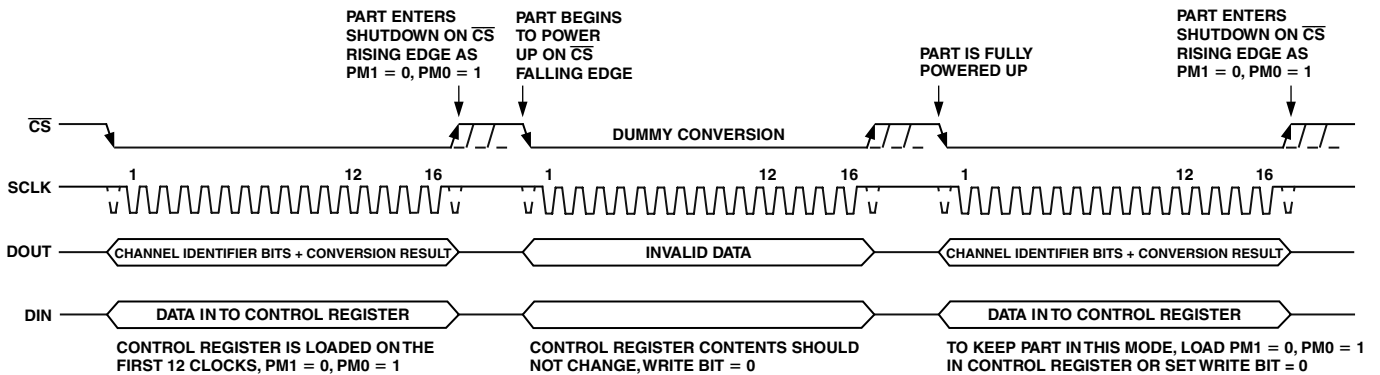 PART ENTERS
SHUTDOWN ON CS
RISING EDGE AS
PM1 = 0, PM0 = 1
PART BEGINS
TO POWER
UP ON CS
FALLING EDGE
PART IS FULLY
POWERED UP
PART ENTERS
SHUTDOWN ON CS
RISING EDGE AS
PM1 = 0, PM0 = 1
CS
DUMMY CONVERSION
SCLK
1 12 16 1 12 16 1 12 16
DOUT
CHANNEL IDENTIFIER BITS + CONVERSION RESULT
INVALID DATA
CHANNEL IDENTIFIER BITS + CONVERSION RESULT
DIN
DATA IN TO CONTROL REGISTER
DATA IN TO CONTROL REGISTER
CONTROL REGISTER IS LOADED ON THE
FIRST 12 CLOCKS, PM1 = 0, PM0 = 1
CONTROL REGISTER CONTENTS SHOULD
NOT CHANGE, WRITE BIT = 0
TO KEEP PART IN THIS MODE, LOAD PM1 = 0, PM0 = 1
IN CONTROL REGISTER OR SET WRITE BIT = 0